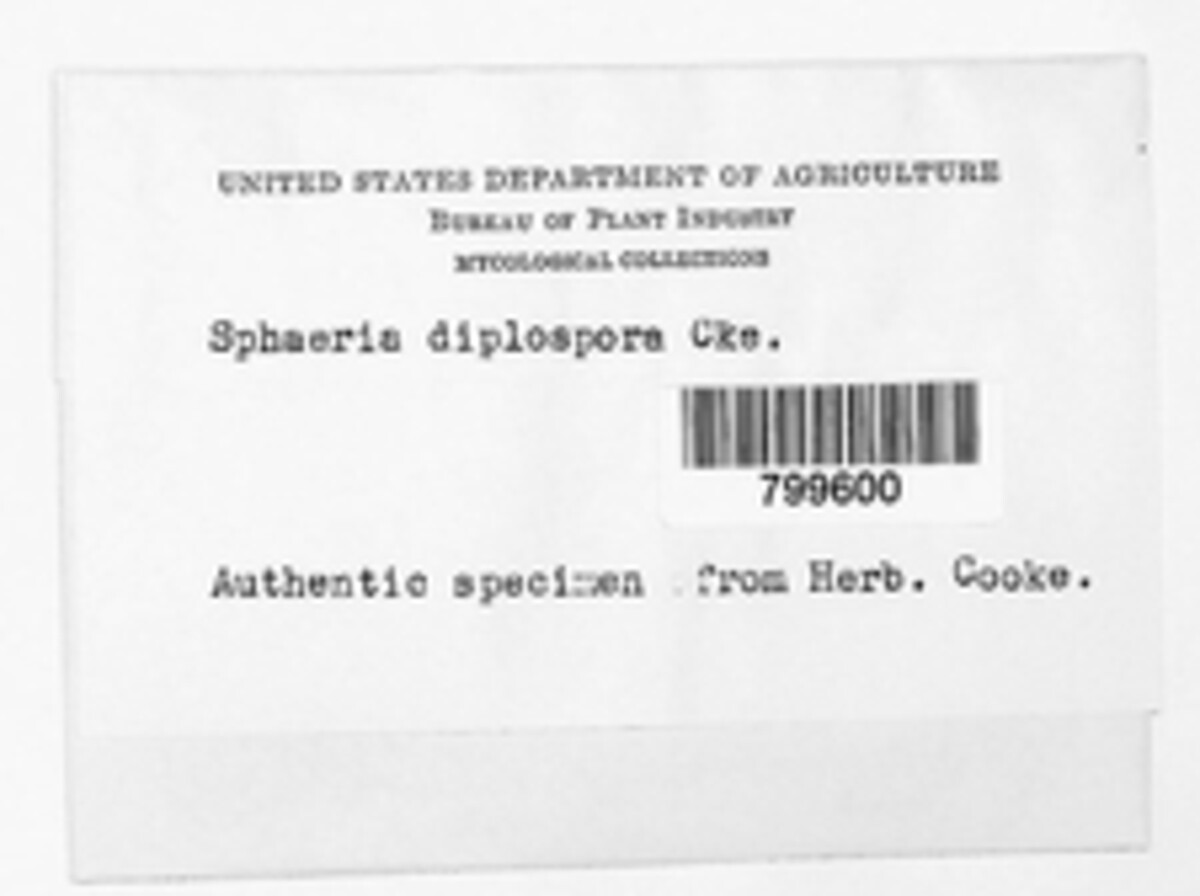 UNITED STATES DEPARTMENT OF AGRICULTURE
BUREAU OF PLANT INDUSTRY
MYCOLOGICAL COLLECTIONS
Sphaeria diplospora Cke.
799600
Authentic specimen from Herb. Cooke.